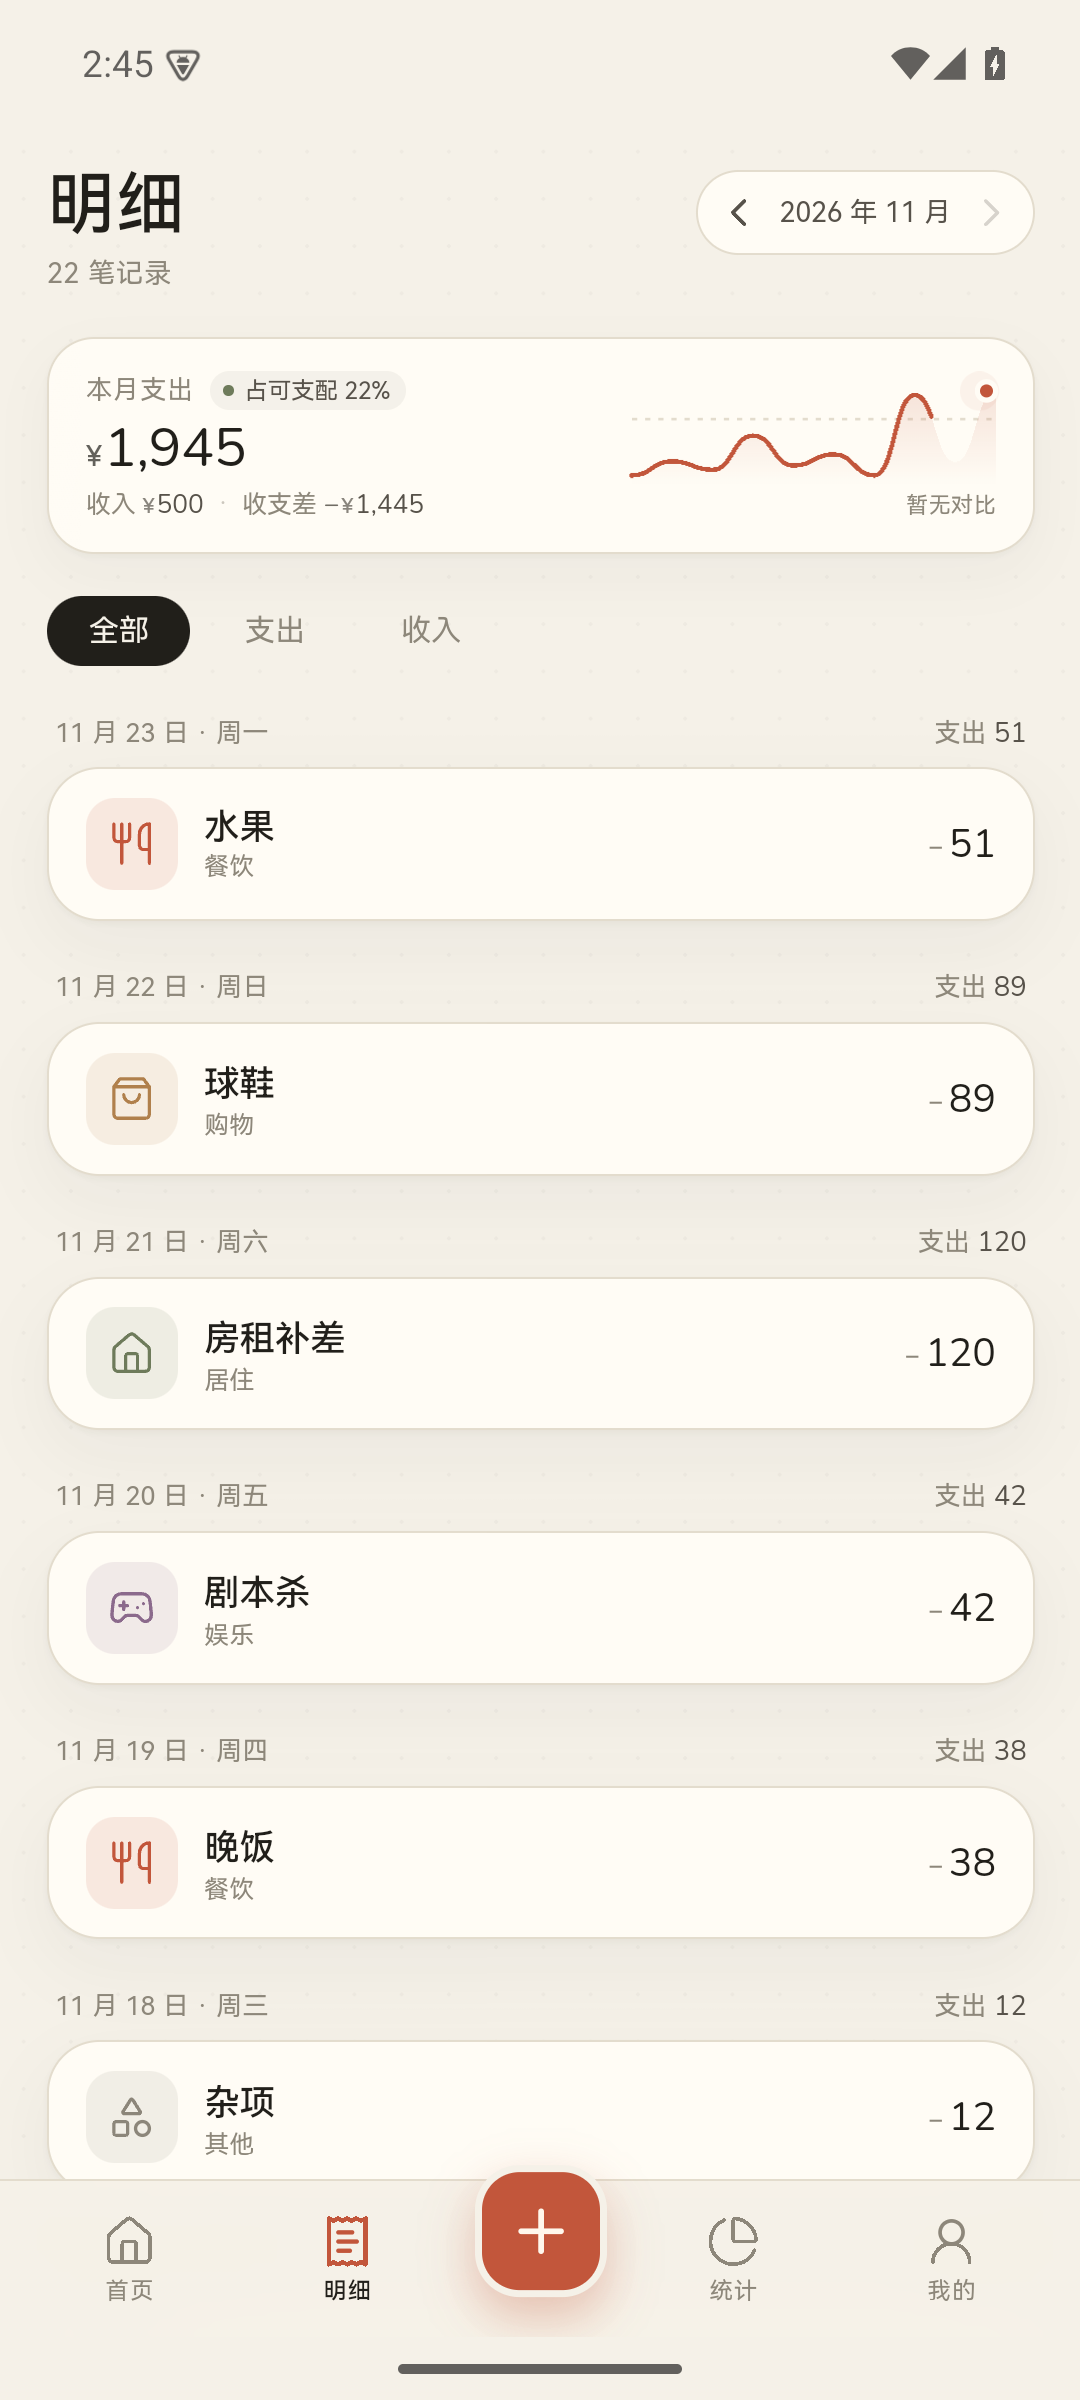 2:45
明细
2026 年 11 月
22 笔记录
本月支出 占可支配 22%
¥1,945
收入 ¥500 · 收支差 −¥1,445
暂无对比
全部 支出 收入
11 月 23 日 · 周一 支出 51
水果
餐饮
− 51
11 月 22 日 · 周日 支出 89
球鞋
购物
− 89
11 月 21 日 · 周六 支出 120
房租补差
居住
− 120
11 月 20 日 · 周五 支出 42
剧本杀
娱乐
− 42
11 月 19 日 · 周四 支出 38
晚饭
餐饮
− 38
11 月 18 日 · 周三 支出 12
杂项
其他
− 12
首页 明细 统计 我的